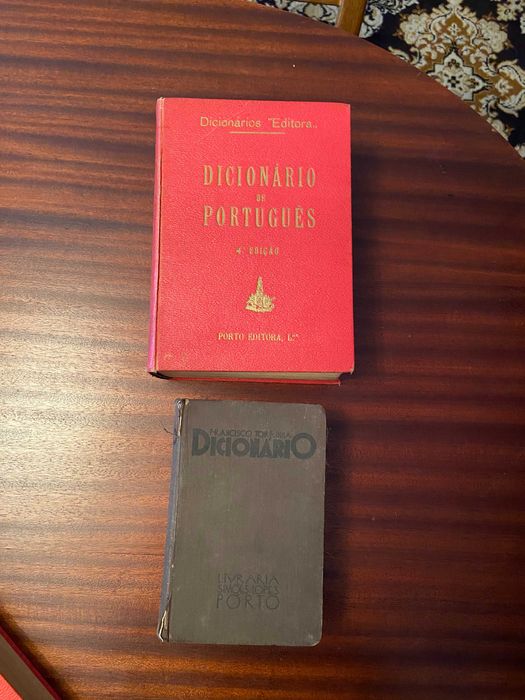 Dicionários "Editora„
DICIONÁRIO
DE
PORTUGUÊS
4.ª EDIÇÃO
PORTO EDITORA, L.ᴰᴬ
FRANCISCO TORRINHA
DICIONÁRIO
LIVRARIA
SIMÕES LOPES
PORTO